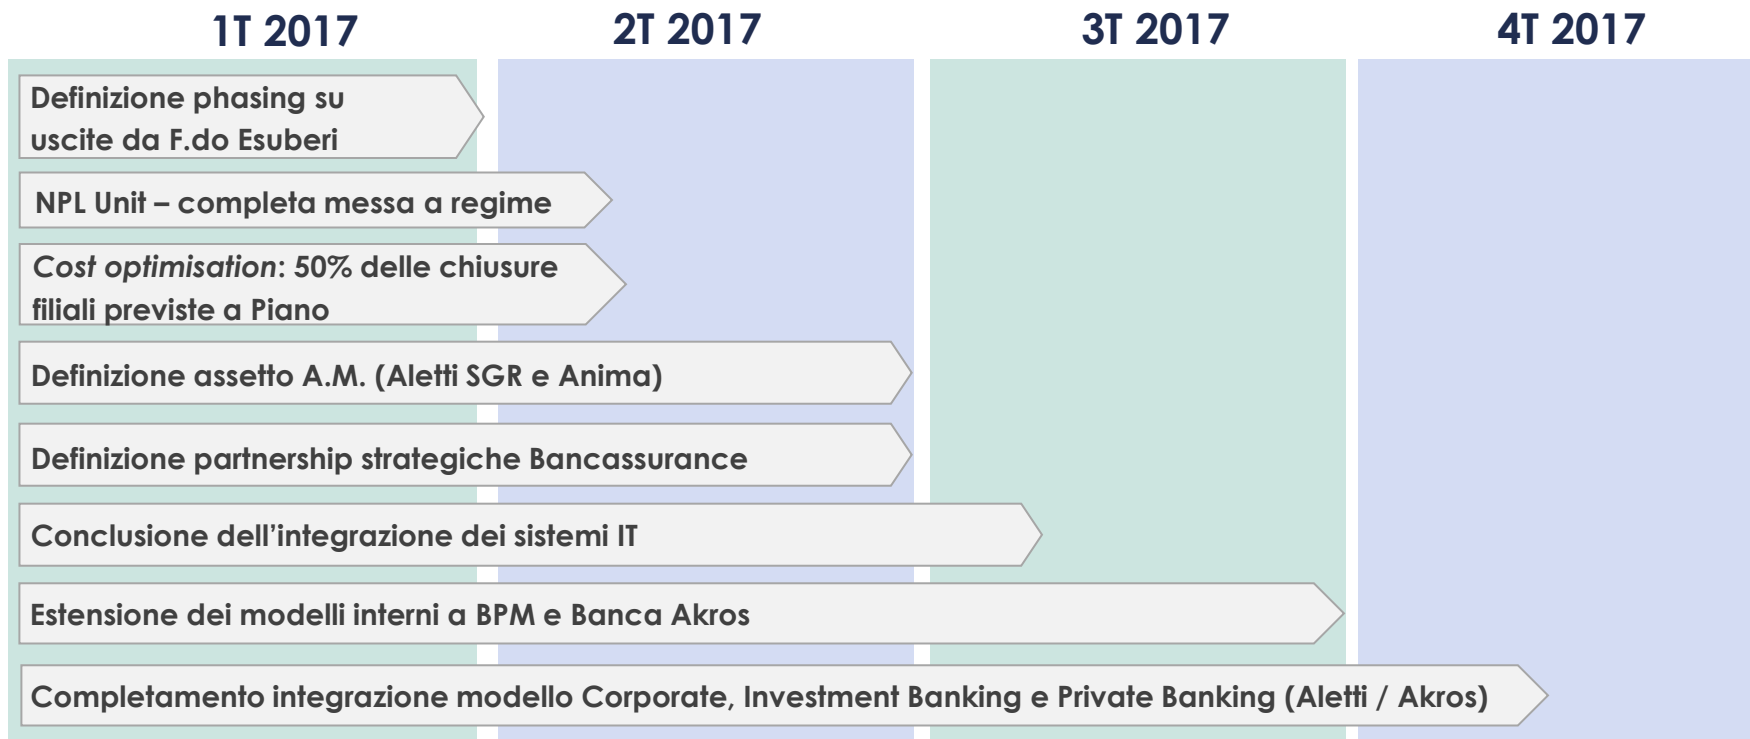 1T 2017
2T 2017
3T 2017
4T 2017
Definizione phasing su
uscite da F.do Esuberi
NPL Unit – completa messa a regime
Cost optimisation: 50% delle chiusure
filiali previste a Piano
Definizione assetto A.M. (Aletti SGR e Anima)
Definizione partnership strategiche Bancassurance
Conclusione dell’integrazione dei sistemi IT
Estensione dei modelli interni a BPM e Banca Akros
Completamento integrazione modello Corporate, Investment Banking e Private Banking (Aletti / Akros)